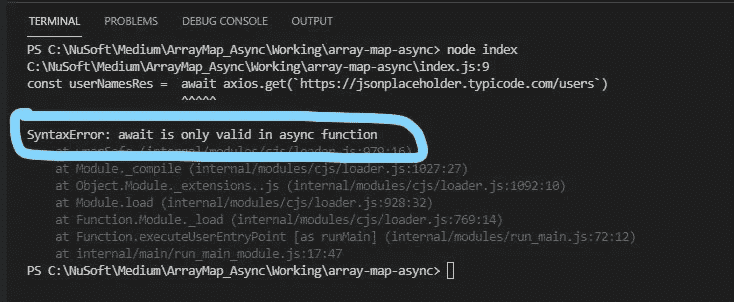 TERMINAL PROBLEMS DEBUG CONSOLE OUTPUT
PS C:\NuSoft\Medium\ArrayMap_Async\Working\array-map-async> node index
C:\NuSoft\Medium\ArrayMap_Async\Working\array-map-async\index.js:9
const userNamesRes =  await axios.get(`https://jsonplaceholder.typicode.com/users`)
^^^^^
SyntaxError: await is only valid in async function
at wrapSafe (internal/modules/cjs/loader.js:979:16)
at Module._compile (internal/modules/cjs/loader.js:1027:27)
at Object.Module._extensions..js (internal/modules/cjs/loader.js:1092:10)
at Module.load (internal/modules/cjs/loader.js:928:32)
at Function.Module._load (internal/modules/cjs/loader.js:769:14)
at Function.executeUserEntryPoint [as runMain] (internal/modules/run_main.js:72:12)
at internal/main/run_main_module.js:17:47
PS C:\NuSoft\Medium\ArrayMap_Async\Working\array-map-async>